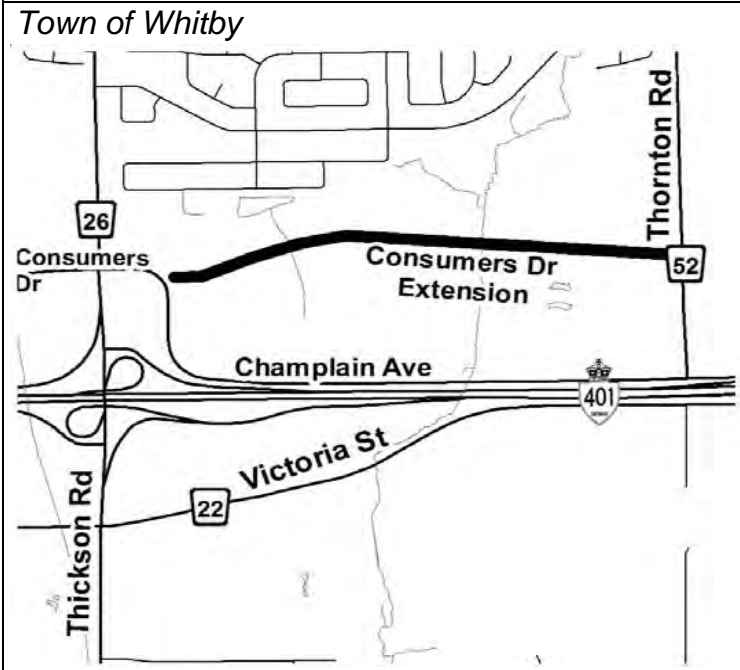 Town of Whitby
26
Thornton Rd
Consumers
Dr
Consumers Dr
Extension
52
Champlain Ave
401
Victoria St
22
Thickson Rd